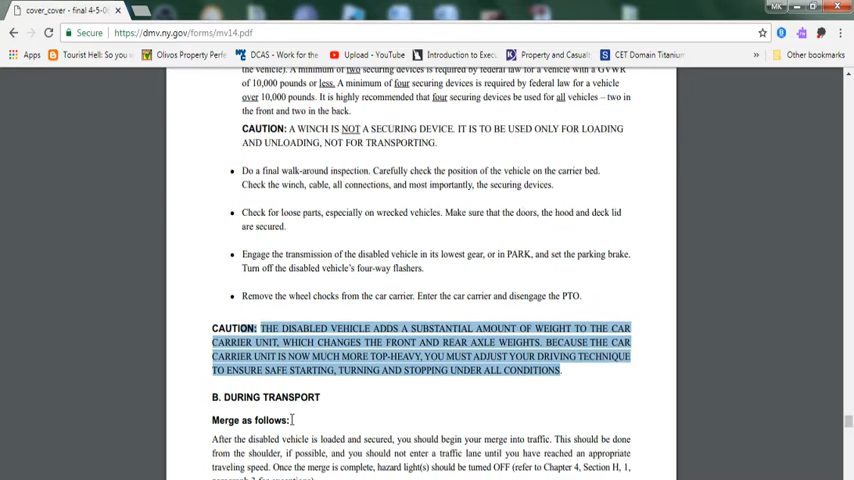 cover_cover - final 4-5-0
MK
Secure
https://dmv.ny.gov/forms/mv14.pdf
Apps
Tourist Hell: So you
Olivos Property Perf
DCAS - Work for the
Upload - YouTube
Introduction to Exec
Property and Casualt
CET Domain Titanium
»
Other bookmarks
the vehicle). A minimum of two securing devices is required by federal law for a vehicle with a GVWR
of 10,000 pounds or less. A minimum of four securing devices is required by federal law for a vehicle
over 10,000 pounds. It is highly recommended that four securing devices be used for all vehicles – two in
the front and two in the back.
CAUTION: A WINCH IS NOT A SECURING DEVICE. IT IS TO BE USED ONLY FOR LOADING
AND UNLOADING, NOT FOR TRANSPORTING.
• Do a final walk-around inspection. Carefully check the position of the vehicle on the carrier bed.
Check the winch, cable, all connections, and most importantly, the securing devices.
• Check for loose parts, especially on wrecked vehicles. Make sure that the doors, the hood and deck lid
are secured.
• Engage the transmission of the disabled vehicle in its lowest gear, or in PARK, and set the parking brake.
Turn off the disabled vehicle's four-way flashers.
• Remove the wheel chocks from the car carrier. Enter the car carrier and disengage the PTO.
CAUTION: THE DISABLED VEHICLE ADDS A SUBSTANTIAL AMOUNT OF WEIGHT TO THE CAR
CARRIER UNIT, WHICH CHANGES THE FRONT AND REAR AXLE WEIGHTS. BECAUSE THE CAR
CARRIER UNIT IS NOW MUCH MORE TOP-HEAVY, YOU MUST ADJUST YOUR DRIVING TECHNIQUE
TO ENSURE SAFE STARTING, TURNING AND STOPPING UNDER ALL CONDITIONS.
B. DURING TRANSPORT
Merge as follows:
After the disabled vehicle is loaded and secured, you should begin your merge into traffic. This should be done
from the shoulder, if possible, and you should not enter a traffic lane until you have reached an appropriate
traveling speed. Once the merge is complete, hazard light(s) should be turned OFF (refer to Chapter 4, Section H, 1,